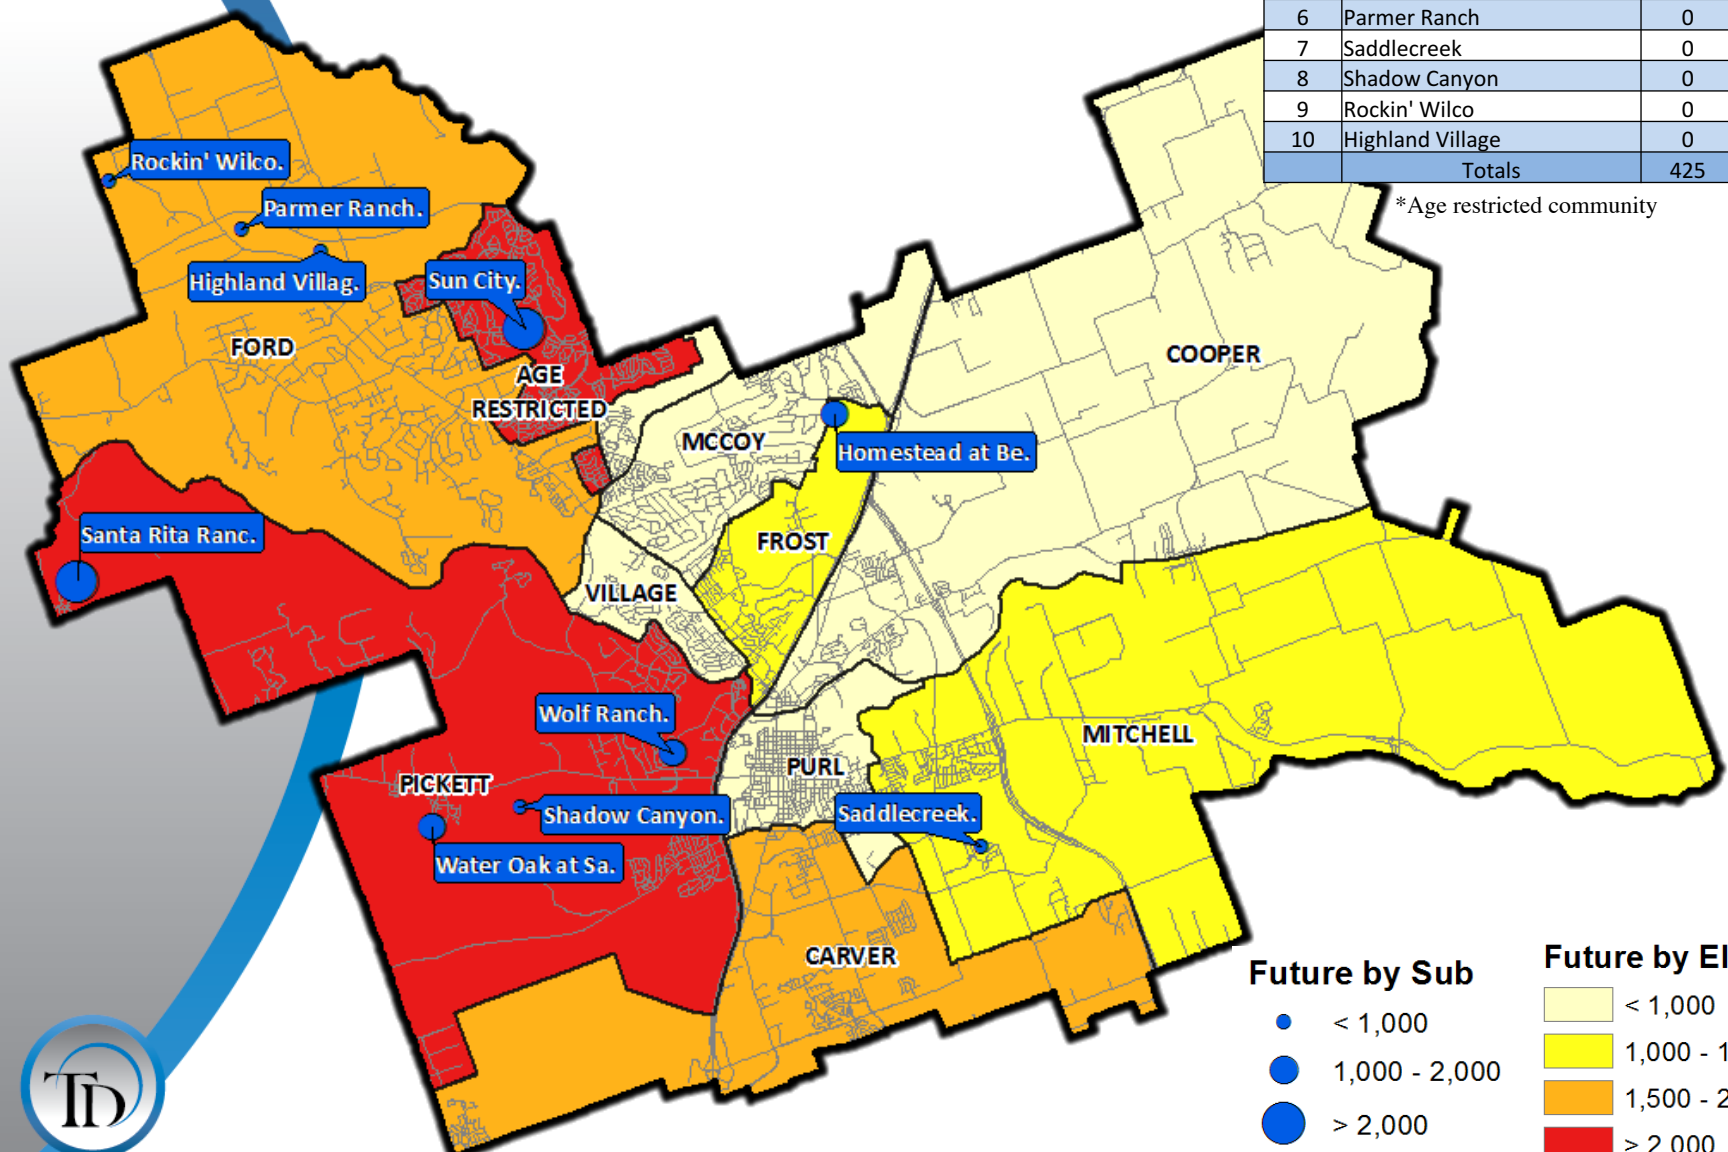 6 Parmer Ranch 0
7 Saddlecreek 0
8 Shadow Canyon 0
9 Rockin' Wilco 0
10 Highland Village 0
Totals 425
*Age restricted community
Rockin' Wilco.
Parmer Ranch.
Highland Villag.
Sun City.
FORD
AGE
RESTRICTED
COOPER
MCCOY
Homestead at Be.
Santa Rita Ranc.
FROST
VILLAGE
Wolf Ranch.
MITCHELL
PICKETT
PURL
Shadow Canyon.
Saddlecreek.
Water Oak at Sa.
CARVER
Future by Sub
< 1,000
1,000 - 2,000
> 2,000
Future by El
< 1,000
1,000 - 1
1,500 - 2
> 2,000
TD